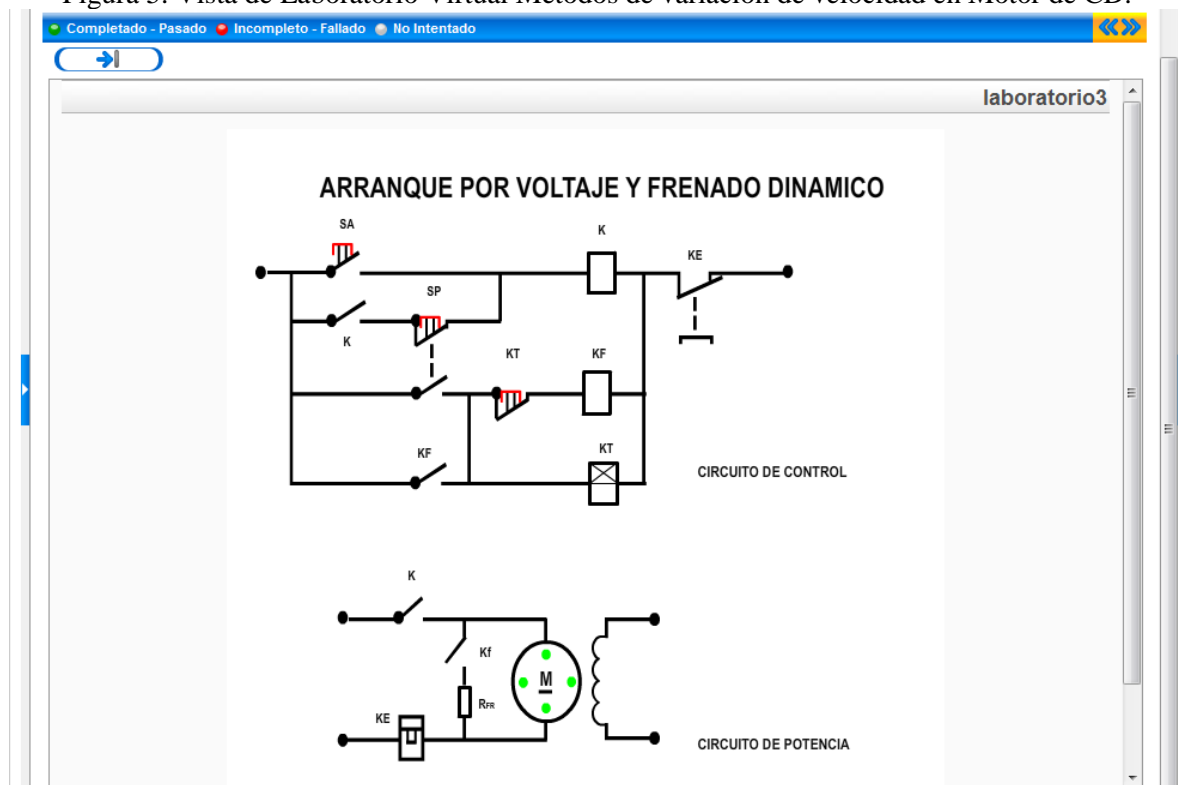 Figura 3. Vista de Laboratorio Virtual Métodos de variación de velocidad en Motor de CD.
Completado - Pasado Incompleto - Fallado No Intentado
laboratorio3
ARRANQUE POR VOLTAJE Y FRENADO DINAMICO
SA
K
KE
SP
K
KT
KF
KF
KT
CIRCUITO DE CONTROL
K
Kf
M
RFR
KE
CIRCUITO DE POTENCIA